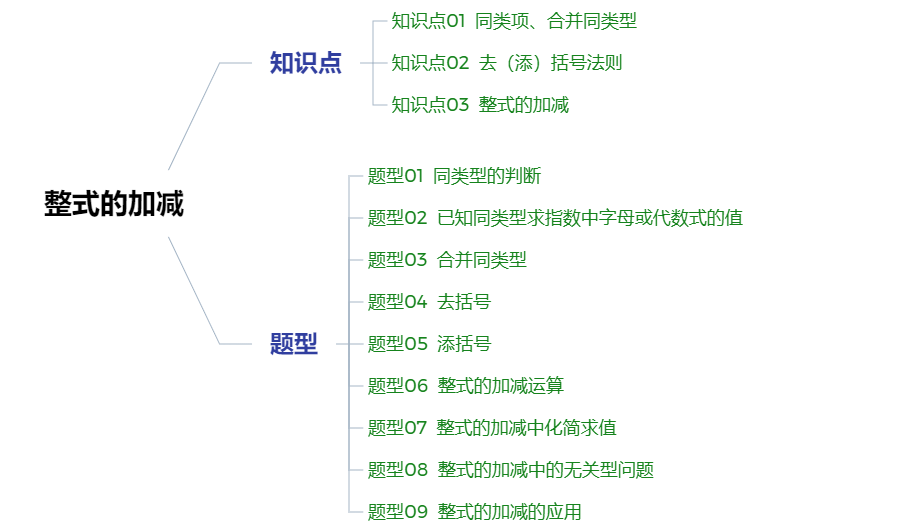 整式的加减
知识点
知识点01 同类项、合并同类型
知识点02 去（添）括号法则
知识点03 整式的加减
题型
题型01 同类型的判断
题型02 已知同类型求指数中字母或代数式的值
题型03 合并同类型
题型04 去括号
题型05 添括号
题型06 整式的加减运算
题型07 整式的加减中化简求值
题型08 整式的加减中的无关型问题
题型09 整式的加减的应用